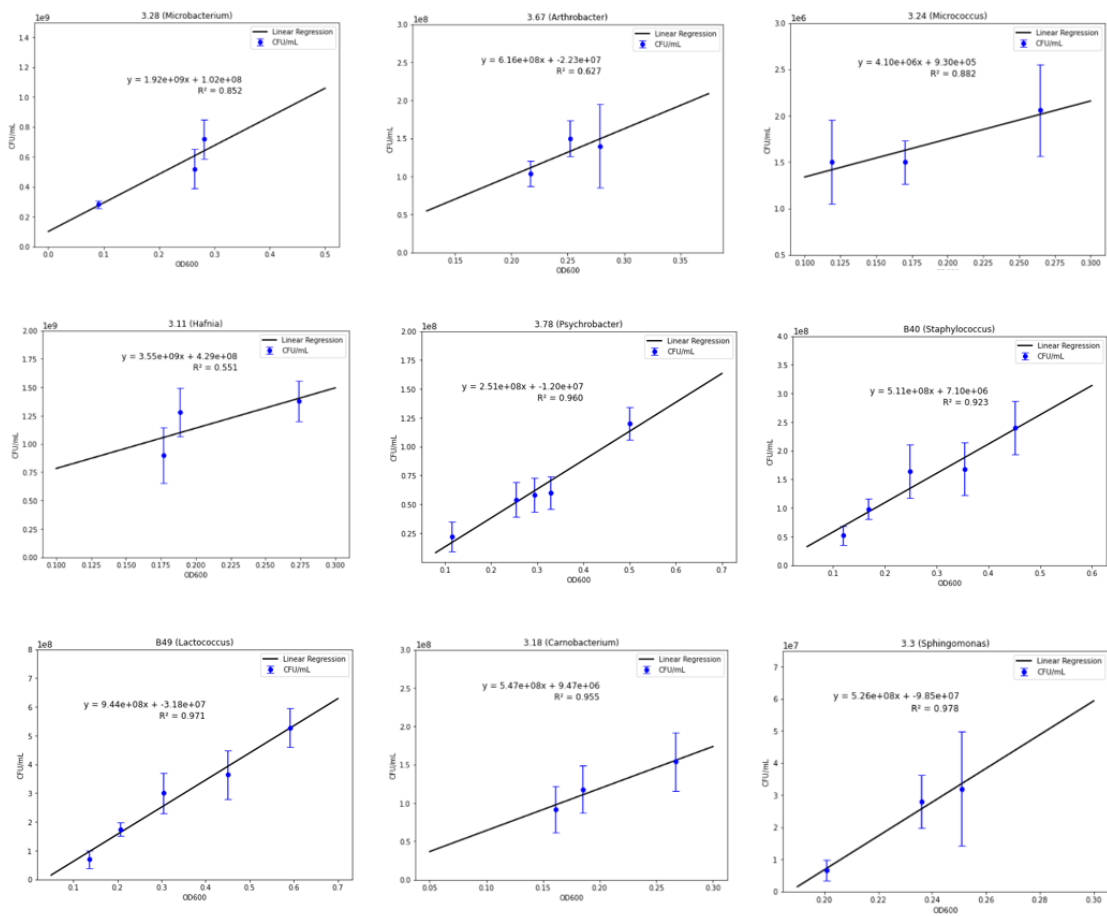 3.28 (Microbacterium)
1e9
Linear Regression
CFU/mL
y = 1.92e+09x + 1.02e+08
R² = 0.852
CFU/mL
1.4
1.2
1.0
0.8
0.6
0.4
0.2
0.0
0.0 0.1 0.2 0.3 0.4 0.5
OD600
3.67 (Arthrobacter)
1e8
Linear Regression
CFU/mL
y = 6.16e+08x + -2.23e+07
R² = 0.627
CFU/mL
3.0
2.5
2.0
1.5
1.0
0.5
0.0
0.15 0.20 0.25 0.30 0.35
OD600
3.24 (Micrococcus)
1e6
Linear Regression
CFU/mL
y = 4.10e+06x + 9.30e+05
R² = 0.882
CFU/mL
3.0
2.5
2.0
1.5
1.0
0.5
0.100 0.125 0.150 0.175 0.200 0.225 0.250 0.275 0.300
3.11 (Hafnia)
1e9
Linear Regression
CFU/mL
y = 3.55e+09x + 4.29e+08
R² = 0.551
CFU/mL
2.00
1.75
1.50
1.25
1.00
0.75
0.50
0.25
0.00
0.100 0.125 0.150 0.175 0.200 0.225 0.250 0.275 0.300
OD600
3.78 (Psychrobacter)
1e8
Linear Regression
CFU/mL
y = 2.51e+08x + -1.20e+07
R² = 0.960
CFU/mL
2.00
1.75
1.50
1.25
1.00
0.75
0.50
0.25
0.1 0.2 0.3 0.4 0.5 0.6 0.7
OD600
B40 (Staphylococcus)
1e8
Linear Regression
CFU/mL
y = 5.11e+08x + 7.10e+06
R² = 0.923
CFU/mL
4.0
3.5
3.0
2.5
2.0
1.5
1.0
0.5
0.0
0.1 0.2 0.3 0.4 0.5 0.6
OD600
B49 (Lactococcus)
1e8
Linear Regression
CFU/mL
y = 9.44e+08x + -3.18e+07
R² = 0.971
CFU/mL
8
7
6
5
4
3
2
1
0
0.1 0.2 0.3 0.4 0.5 0.6 0.7
OD600
3.18 (Carnobacterium)
1e8
Linear Regression
CFU/mL
y = 5.47e+08x + 9.47e+06
R² = 0.955
CFU/mL
3.0
2.5
2.0
1.5
1.0
0.5
0.0
0.05 0.10 0.15 0.20 0.25 0.30
OD600
3.3 (Sphingomonas)
1e7
Linear Regression
CFU/mL
y = 5.26e+08x + -9.85e+07
R² = 0.978
CFU/mL
7
6
5
4
3
2
1
0
0.20 0.22 0.24 0.26 0.28 0.30
OD600